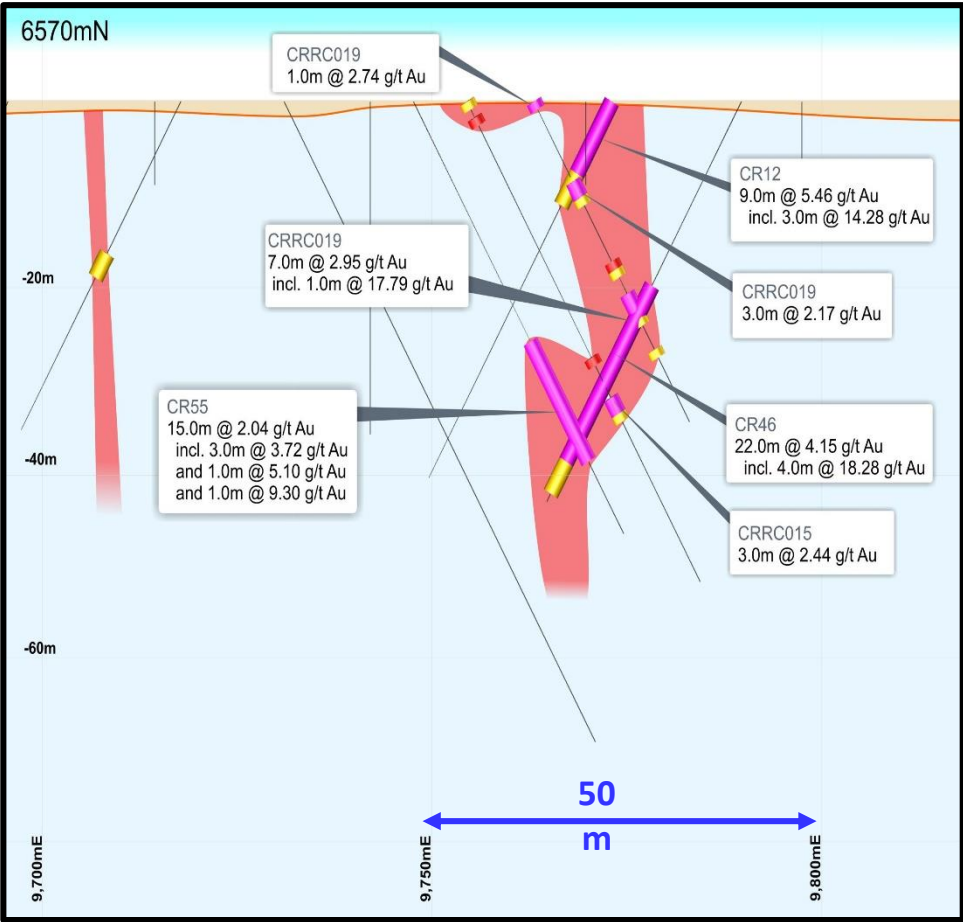 6570mN
CRRC019
1.0m @ 2.74 g/t Au
CR12
9.0m @ 5.46 g/t Au
incl. 3.0m @ 14.28 g/t Au
CRRC019
7.0m @ 2.95 g/t Au
incl. 1.0m @ 17.79 g/t Au
-20m
CRRC019
3.0m @ 2.17 g/t Au
CR55
15.0m @ 2.04 g/t Au
incl. 3.0m @ 3.72 g/t Au
and 1.0m @ 5.10 g/t Au
and 1.0m @ 9.30 g/t Au
CR46
22.0m @ 4.15 g/t Au
incl. 4.0m @ 18.28 g/t Au
-40m
CRRC015
3.0m @ 2.44 g/t Au
-60m
50
m
9,700mE
9,750mE
9,800mE